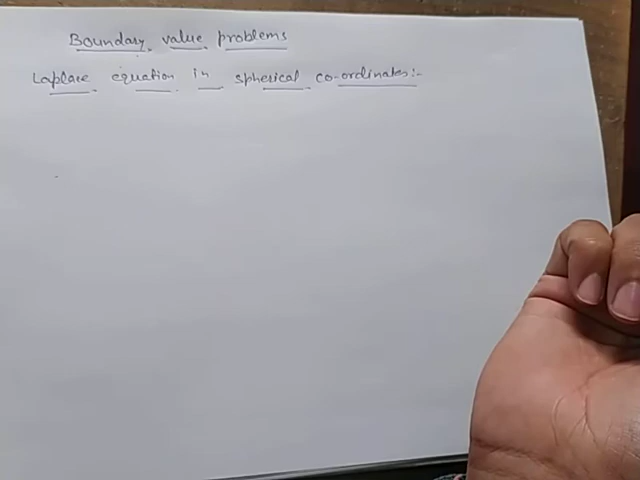 Boundary value problems
Laplace equation in spherical co-ordinates:-